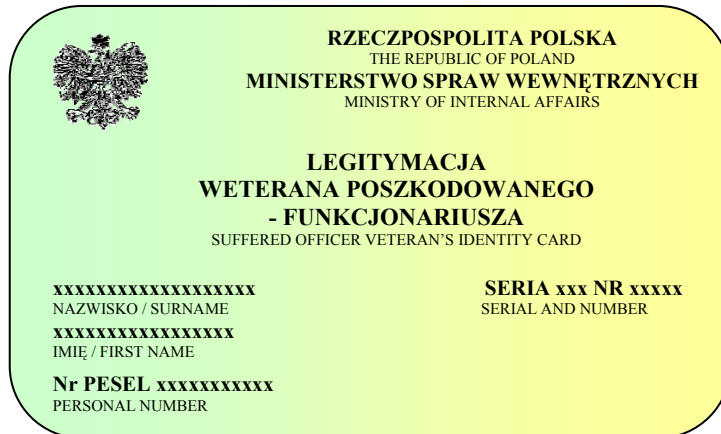 RZECZPOSPOLITA POLSKA
THE REPUBLIC OF POLAND
MINISTERSTWO SPRAW WEWNĘTRZNYCH
MINISTRY OF INTERNAL AFFAIRS
LEGITYMACJA
WETERANA POSZKODOWANEGO
- FUNKCJONARIUSZA
SUFFERED OFFICER VETERAN'S IDENTITY CARD
xxxxxxxxxxxxxxxxxxx
NAZWISKO / SURNAME
xxxxxxxxxxxxxxxxx
IMIĘ / FIRST NAME
Nr PESEL xxxxxxxxxxx
PERSONAL NUMBER
SERIA xxx NR xxxxx
SERIAL AND NUMBER